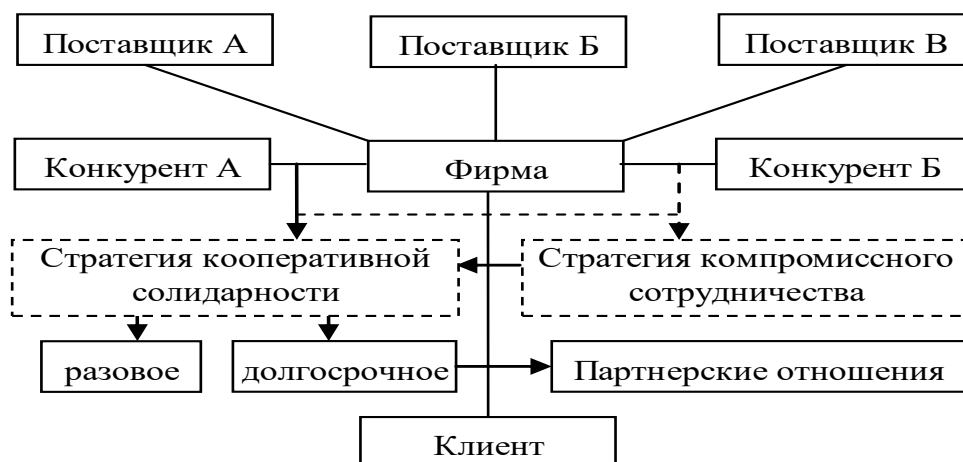 Поставщик А
Поставщик Б
Поставщик В
Конкурент А
Фирма
Конкурент Б
Стратегия кооперативной
солидарности
Стратегия компромиссного
сотрудничества
разовое
долгосрочное
Партнерские отношения
Клиент